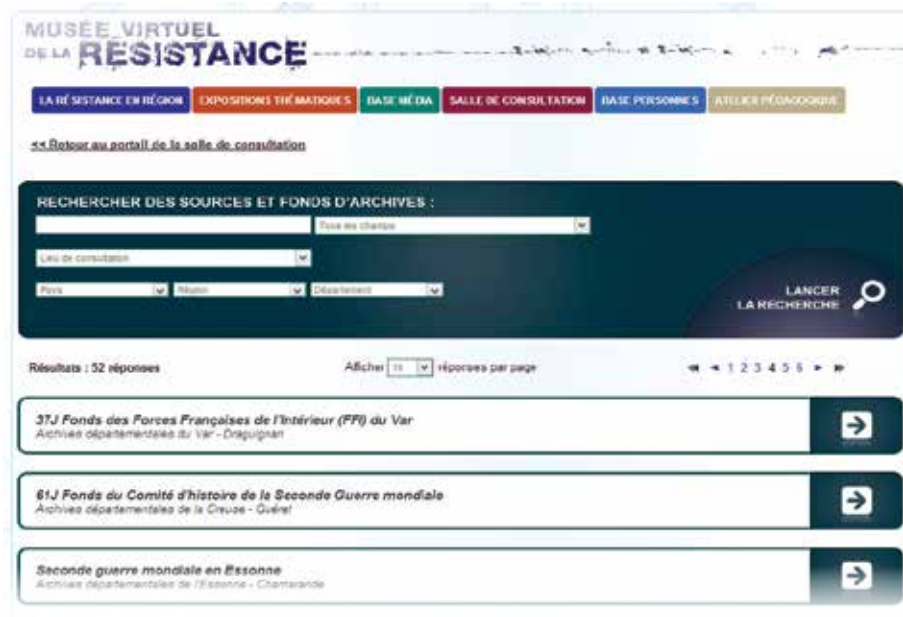 MUSÉE VIRTUEL
DE LA RÉSISTANCE
LA RÉSISTANCE EN RÉGION EXPOSITIONS THÉMATIQUES BASE MÉDIA SALLE DE CONSULTATION BASE PERSONNES ATELIER PÉDAGOGIQUE
<< Retour au portail de la salle de consultation
RECHERCHER DES SOURCES ET FONDS D'ARCHIVES :
Tous les champs
Lieu de consultation
Pays Région Département
LANCER
LA RECHERCHE
Résultats : 52 réponses Afficher réponses par page 1 2 3 4 5 6
37J Fonds des Forces Françaises de l'Intérieur (FFI) du Var
Archives départementales du Var - Draguignan
61J Fonds du Comité d'histoire de la Seconde Guerre mondiale
Archives départementales de la Creuse - Guéret
Seconde guerre mondiale en Essonne
Archives départementales de l'Essonne - Chamarande